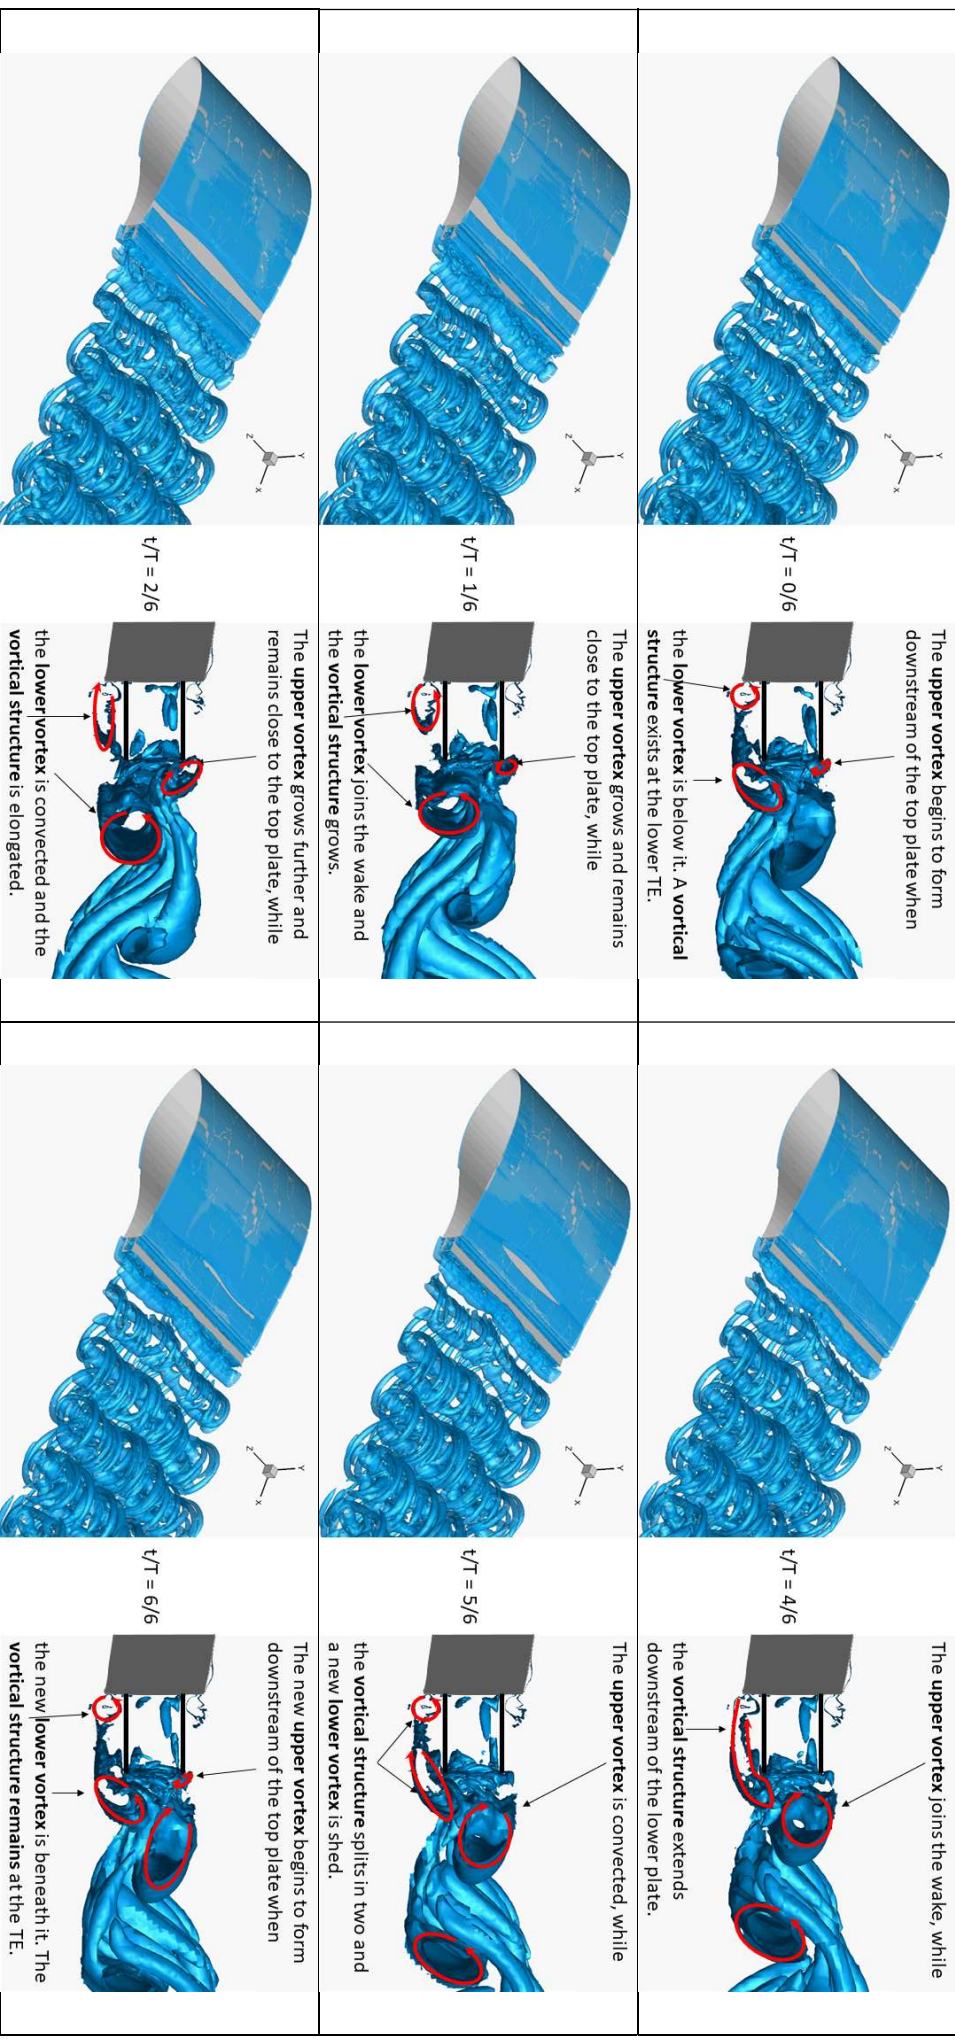 The upper vortex begins to form
downstream of the top plate when
t/T = 0/6
the lower vortex is below it. A vortical
structure exists at the lower TE.
Y
Z
X
The upper vortex joins the wake, while
t/T = 4/6
the vortical structure extends
downstream of the lower plate.
Y
Z
X
The upper vortex grows and remains
close to the top plate, while
t/T = 1/6
the lower vortex joins the wake and
the vortical structure grows.
Y
Z
X
The upper vortex is convected, while
t/T = 5/6
the vortical structure splits in two and
a new lower vortex is shed.
Y
Z
X
The upper vortex grows further and
remains close to the top plate, while
t/T = 2/6
the lower vortex is convected and the
vortical structure is elongated.
Y
Z
X
The new upper vortex begins to form
downstream of the top plate when
t/T = 6/6
the new lower vortex is beneath it. The
vortical structure remains at the TE.
Y
Z
X